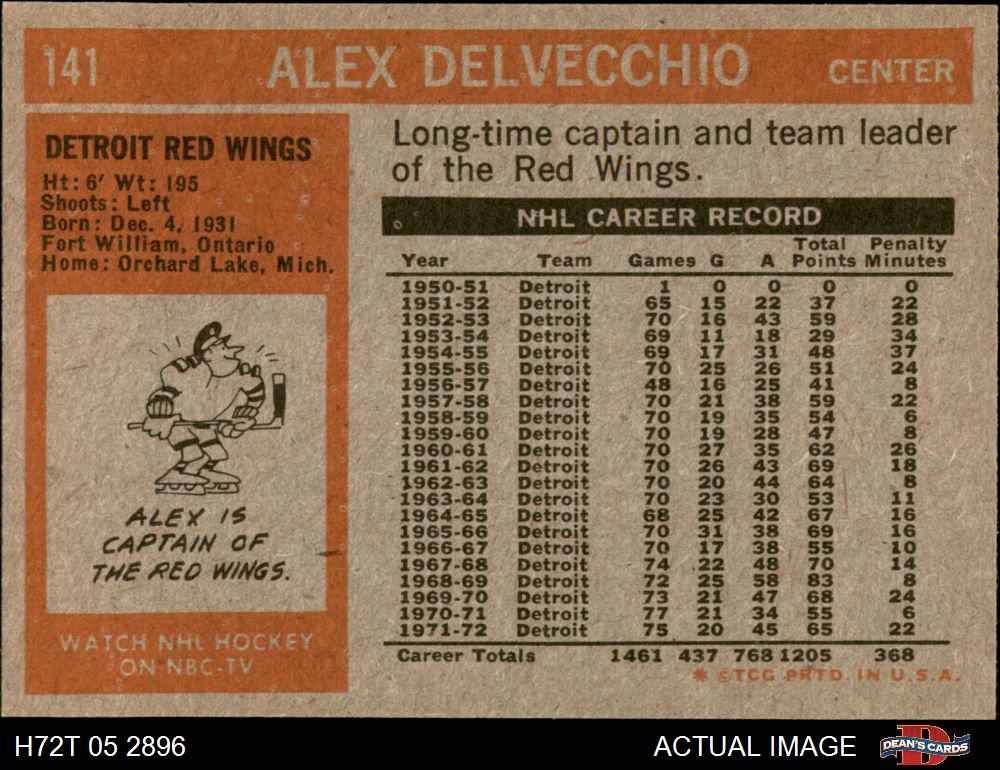 141 ALEX DELVECCHIO CENTER
DETROIT RED WINGS
Ht: 6' Wt: 195
Shoots: Left
Born: Dec. 4, 1931
Fort William, Ontario
Home: Orchard Lake, Mich.
ALEX IS
CAPTAIN OF
THE RED WINGS.
WATCH NHL HOCKEY
ON NBC-TV
Long-time captain and team leader
of the Red Wings.
NHL CAREER RECORD
Year Team Games G A Total Points Penalty Minutes
1950-51 Detroit 1 0 0 0 0
1951-52 Detroit 65 15 22 37 22
1952-53 Detroit 70 16 43 59 28
1953-54 Detroit 69 11 18 29 34
1954-55 Detroit 69 17 31 48 37
1955-56 Detroit 70 25 26 51 24
1956-57 Detroit 48 16 25 41 8
1957-58 Detroit 70 21 38 59 22
1958-59 Detroit 70 19 35 54 6
1959-60 Detroit 70 19 28 47 8
1960-61 Detroit 70 27 35 62 26
1961-62 Detroit 70 26 43 69 18
1962-63 Detroit 70 20 44 64 8
1963-64 Detroit 70 23 30 53 11
1964-65 Detroit 68 25 42 67 16
1965-66 Detroit 70 31 38 69 16
1966-67 Detroit 70 17 38 55 10
1967-68 Detroit 74 22 48 70 14
1968-69 Detroit 72 25 58 83 8
1969-70 Detroit 73 21 47 68 24
1970-71 Detroit 77 21 34 55 6
1971-72 Detroit 75 20 45 65 22
Career Totals 1461 437 768 1205 368
* ©TCG PRTD. IN U.S.A.
H72T 05 2896 ACTUAL IMAGE DEAN'S CARDS